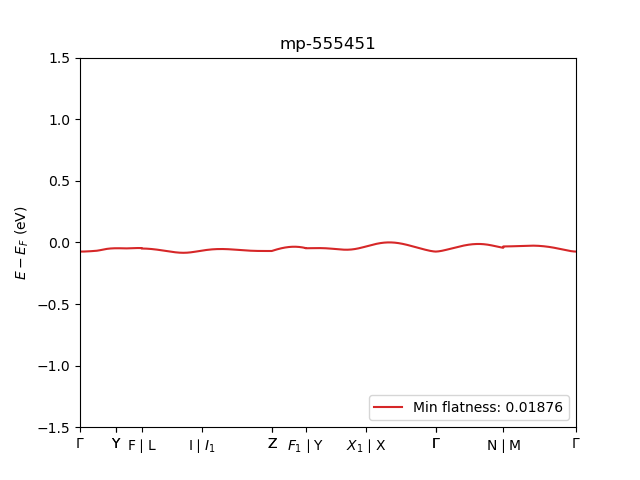 mp-555451
E − E_F (eV)
1.5
1.0
0.5
0.0
−0.5
−1.0
−1.5
Min flatness: 0.01876
Γ Y F | L I | I₁ Z F₁ | Y X₁ | X Γ N | M Γ